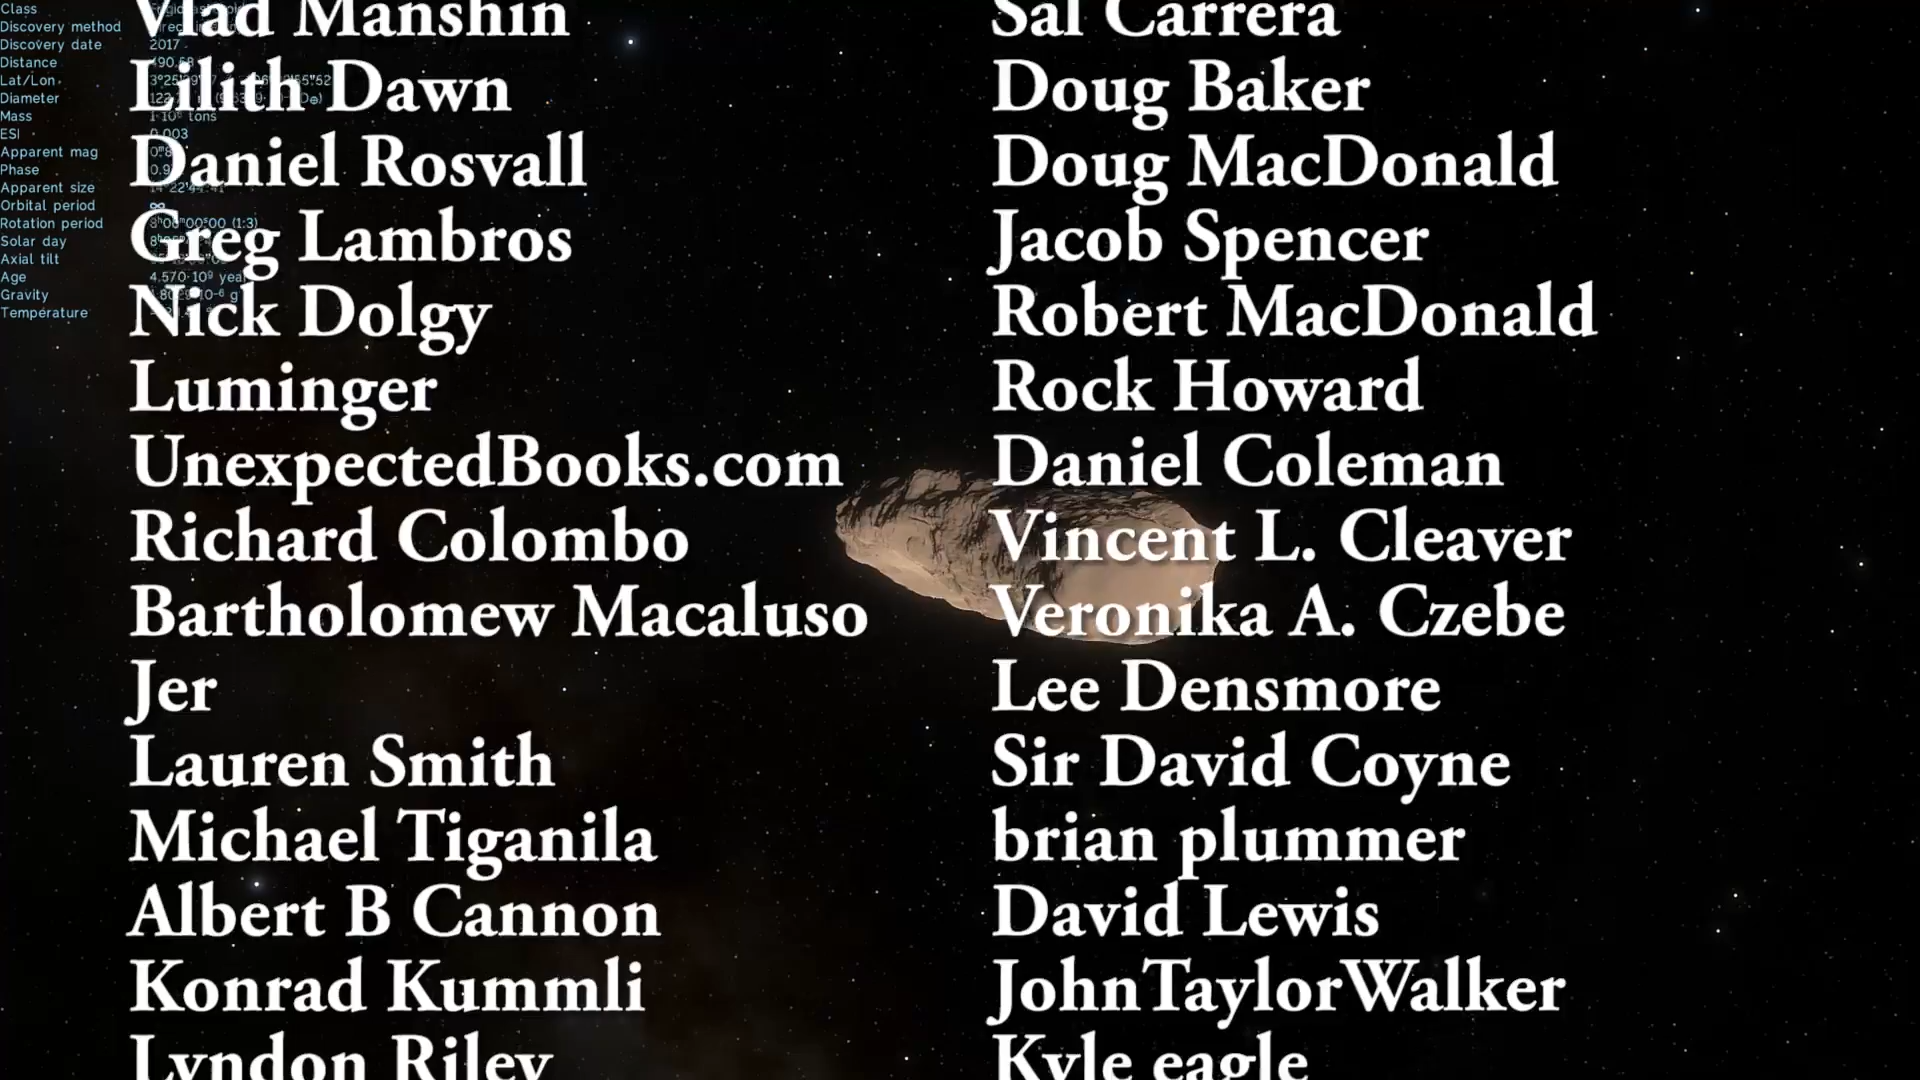 Class
Discovery method
Discovery date 2017
Distance
Lat/Lon
Diameter
Mass tons
ESI 0.003
Apparent mag
Phase
Apparent size
Orbital period ∞
Rotation period
Solar day
Axial tilt
Age
Gravity
Temperature
Vlad Manshin
Lilith Dawn
Daniel Rosvall
Greg Lambros
Nick Dolgy
Luminger
UnexpectedBooks.com
Richard Colombo
Bartholomew Macaluso
Jer
Lauren Smith
Michael Tiganila
Albert B Cannon
Konrad Kummli
Lyndon Riley
Sal Carrera
Doug Baker
Doug MacDonald
Jacob Spencer
Robert MacDonald
Rock Howard
Daniel Coleman
Vincent L. Cleaver
Veronika A. Czebe
Lee Densmore
Sir David Coyne
brian plummer
David Lewis
JohnTaylorWalker
Kyle eagle